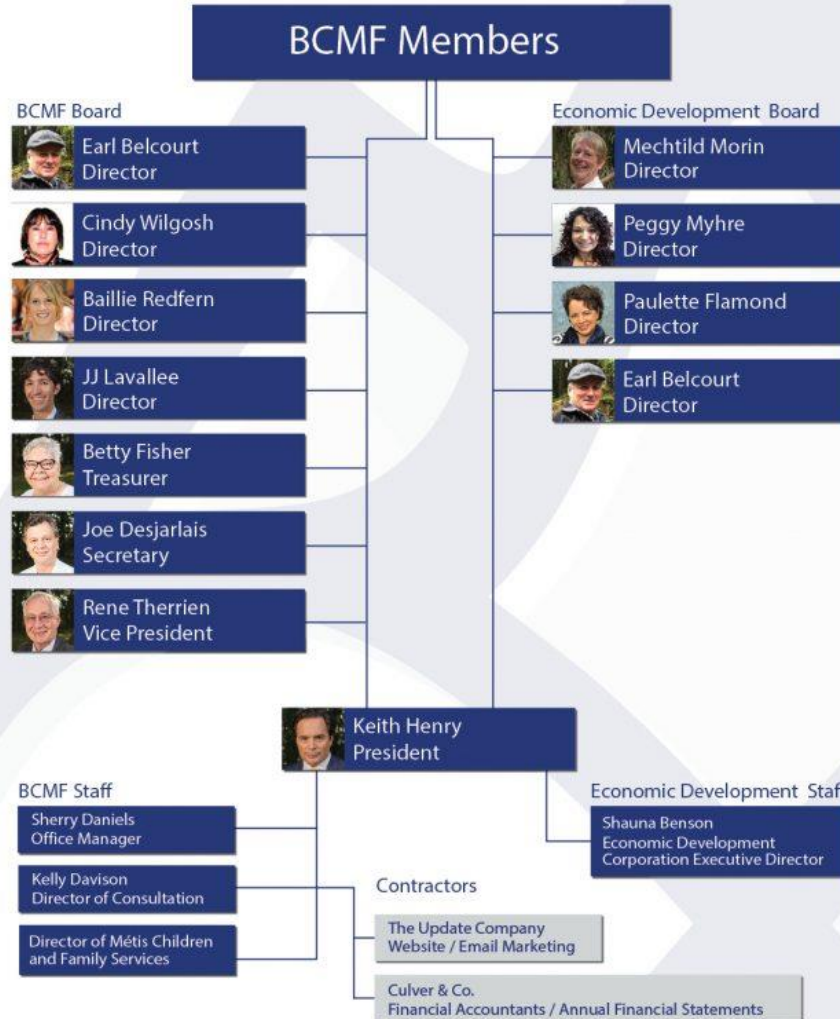 BCMF Members
BCMF Board
Earl Belcourt
Director
Cindy Wilgosh
Director
Baillie Redfern
Director
JJ Lavallee
Director
Betty Fisher
Treasurer
Joe Desjarlais
Secretary
Rene Therrien
Vice President
Economic Development Board
Mechtild Morin
Director
Peggy Myhre
Director
Paulette Flamond
Director
Earl Belcourt
Director
Keith Henry
President
BCMF Staff
Sherry Daniels
Office Manager
Kelly Davison
Director of Consultation
Director of Métis Children
and Family Services
Contractors
The Update Company
Website / Email Marketing
Culver & Co.
Financial Accountants / Annual Financial Statements
Economic Development Staf
Shauna Benson
Economic Development
Corporation Executive Director